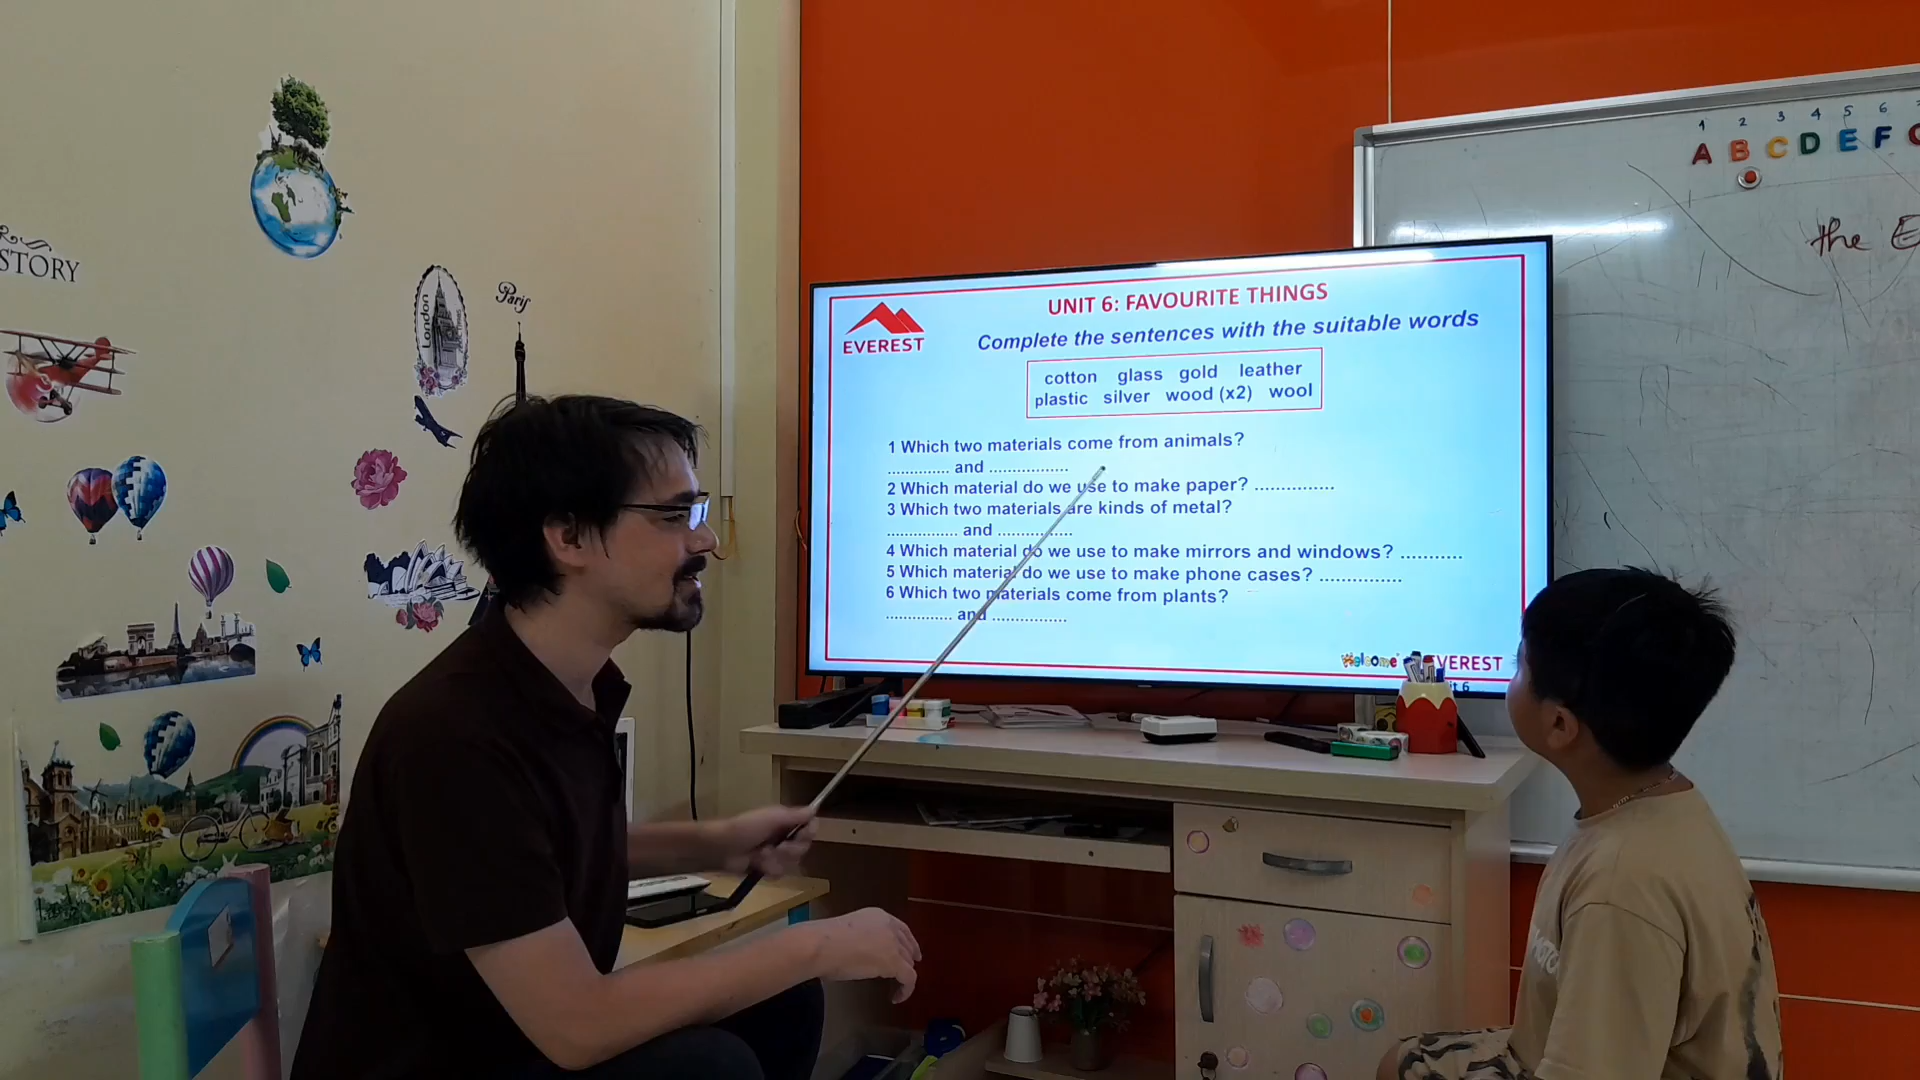 STORY
London
Paris
1 2 3 4 5 6
A B C D E F
the
EVEREST
UNIT 6: FAVOURITE THINGS
Complete the sentences with the suitable words
cotton glass gold leather
plastic silver wood (x2) wool
1 Which two materials come from animals?
.............. and .................
2 Which material do we use to make paper? ...............
3 Which two materials are kinds of metal?
............... and ................
4 Which material do we use to make mirrors and windows? ...........
5 Which material do we use to make phone cases? ...............
6 Which two materials come from plants?
............... and ................
Welcome EVEREST
it 6